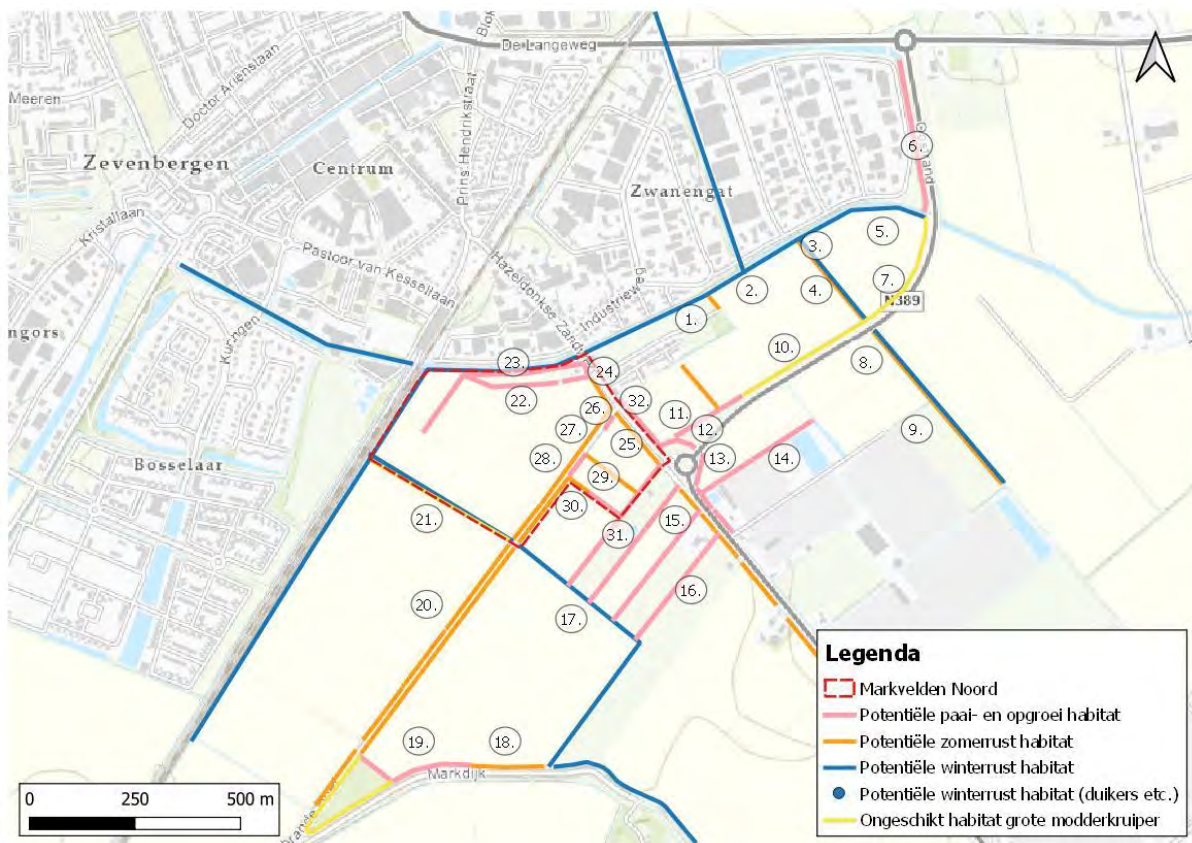 De Langeweg
Meeren
Doctor Ariënslaan
Prins Hendrikstraat
Zevenbergen
Centrum
Zwanengat
6.
Kristallaan
Pastoor van Kessellaan
Hazeldonkse
Industrieweg
5.
3.
2.
4.
7.
N389
1.
10.
8.
23.
24.
22.
26.
32.
11.
12.
9.
27.
25.
13.
14.
28.
29.
Bosselaar
30.
21.
31.
15.
16.
17.
20.
19.
18.
Markdijk
0 250 500 m
Legenda
Markvelden Noord
Potentiële paai- en opgroei habitat
Potentiële zomerrust habitat
Potentiële winterrust habitat
Potentiële winterrust habitat (duikers etc.)
Ongeschikt habitat grote modderkruiper